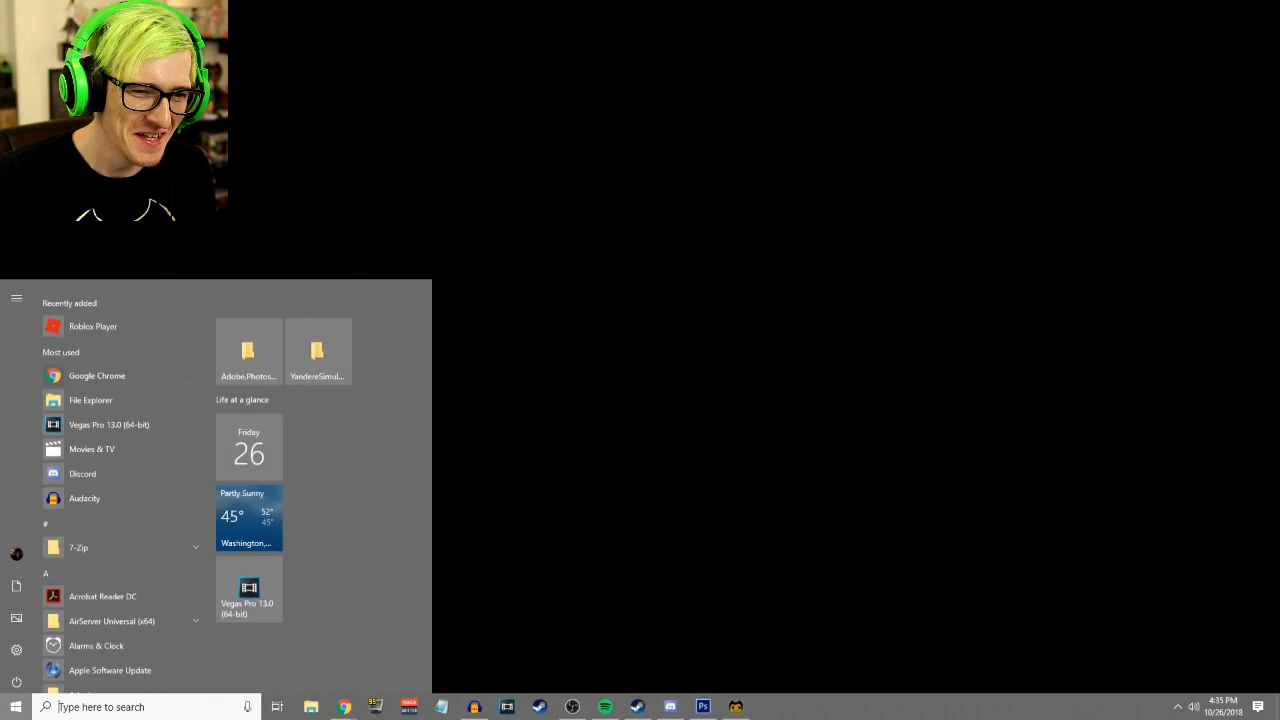 Recently added
Roblox Player
Most used
Google Chrome
File Explorer
Vegas Pro 13.0 (64-bit)
Movies & TV
Discord
Audacity
#
7-Zip
A
Acrobat Reader DC
AirServer Universal (x64)
Alarms & Clock
Apple Software Update
Adobe.Photos...
YandereSimul...
Life at a glance
Friday
26
Partly Sunny
45°
52°
45°
Washington,...
Vegas Pro 13.0
(64-bit)
Type here to search
4:35 PM
10/26/2018